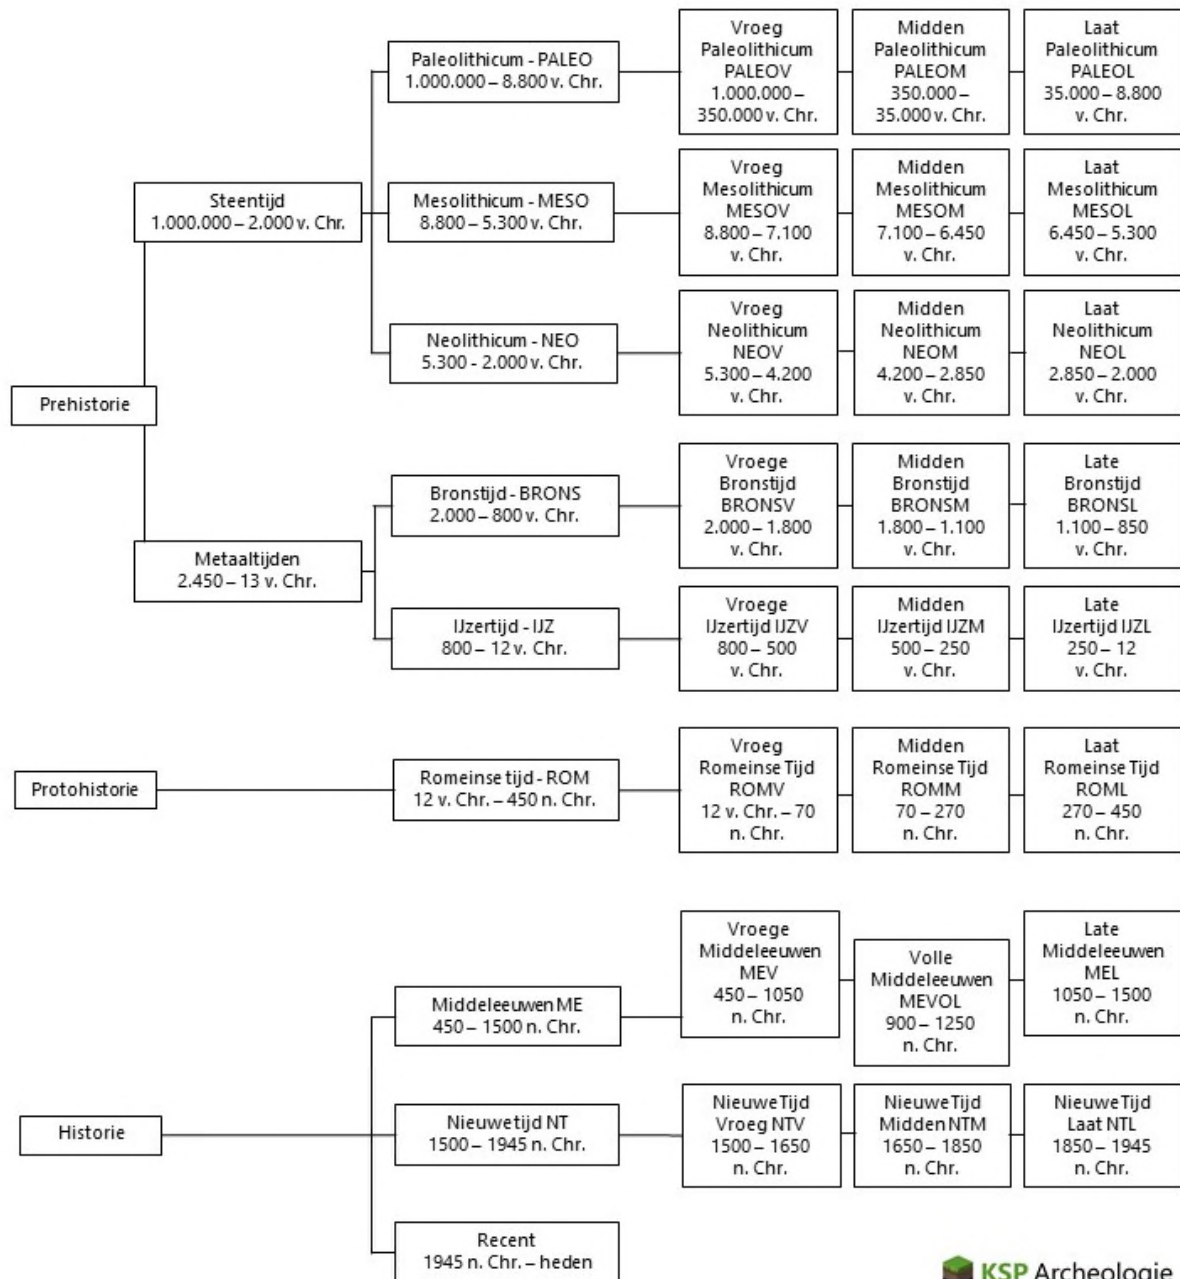 Paleolithicum - PALEO
1.000.000 – 8.800 v. Chr.
Vroeg
Paleolithicum
PALEOV
1.000.000 –
350.000 v. Chr.
Midden
Paleolithicum
PALEOM
350.000 –
35.000 v. Chr.
Laat
Paleolithicum
PALEOL
35.000 – 8.800
v. Chr.
Steentijd
1.000.000 – 2.000 v. Chr.
Mesolithicum - MESO
8.800 – 5.300 v. Chr.
Vroeg
Mesolithicum
MESOV
8.800 – 7.100
v. Chr.
Midden
Mesolithicum
MESOM
7.100 – 6.450
v. Chr.
Laat
Mesolithicum
MESOL
6.450 – 5.300
v. Chr.
Neolithicum - NEO
5.300 - 2.000 v. Chr.
Vroeg
Neolithicum
NEOV
5.300 – 4.200
v. Chr.
Midden
Neolithicum
NEOM
4.200 – 2.850
v. Chr.
Laat
Neolithicum
NEOL
2.850 – 2.000
v. Chr.
Prehistorie
Bronstijd - BRONS
2.000 – 800 v. Chr.
Vroege
Bronstijd
BRONSV
2.000 – 1.800
v. Chr.
Midden
Bronstijd
BRONSM
1.800 – 1.100
v. Chr.
Late
Bronstijd
BRONSL
1.100 – 850
v. Chr.
Metaaltijden
2.450 – 13 v. Chr.
IJzertijd - IJZ
800 – 12 v. Chr.
Vroege
IJzertijd IJZV
800 – 500
v. Chr.
Midden
IJzertijd IJZM
500 – 250
v. Chr.
Late
IJzertijd IJZL
250 – 12
v. Chr.
Protohistorie
Romeinse tijd - ROM
12 v. Chr. – 450 n. Chr.
Vroeg
Romeinse Tijd
ROMV
12 v. Chr. – 70
n. Chr.
Midden
Romeinse Tijd
ROMM
70 – 270
n. Chr.
Laat
Romeinse Tijd
ROML
270 – 450
n. Chr.
Middeleeuwen ME
450 – 1500 n. Chr.
Vroege
Middeleeuwen
MEV
450 – 1050
n. Chr.
Volle
Middeleeuwen
MEVOL
900 – 1250
n. Chr.
Late
Middeleeuwen
MEL
1050 – 1500
n. Chr.
Historie
Nieuwe tijd NT
1500 – 1945 n. Chr.
Nieuwe Tijd
Vroeg NTV
1500 – 1650
n. Chr.
Nieuwe Tijd
Midden NTM
1650 – 1850
n. Chr.
Nieuwe Tijd
Laat NTL
1850 – 1945
n. Chr.
Recent
1945 n. Chr. – heden
KSP Archeologie